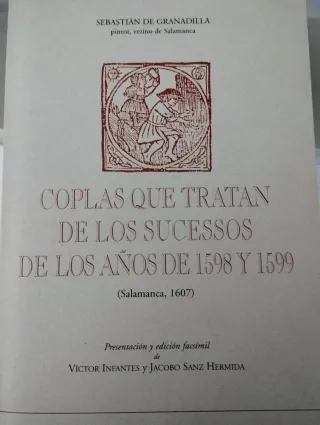 SEBASTIÁN DE GRANADILLA
pintor, vezino de Salamanca
COPLAS QUE TRATAN
DE LOS SUCESSOS
DE LOS AÑOS DE 1598 Y 1599
(Salamanca, 1607)
Presentación y edición facsímil
de
VÍCTOR INFANTES Y JACOBO SANZ HERMIDA